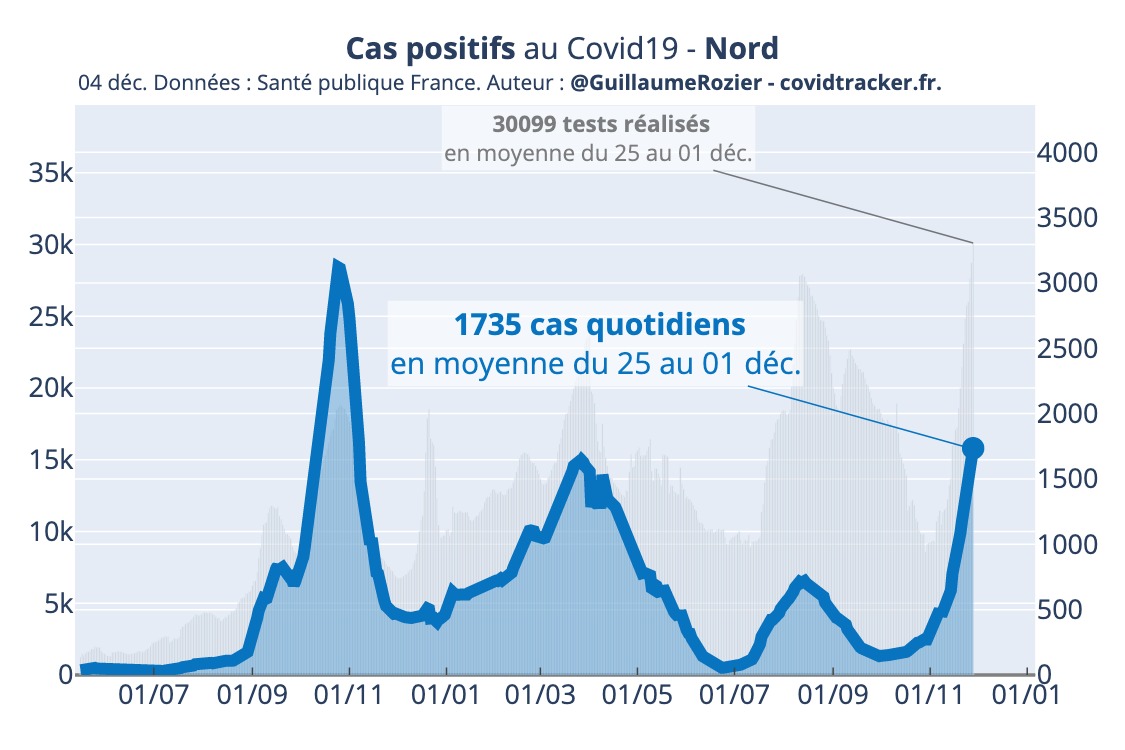 Cas positifs au Covid19 - Nord
04 déc. Données : Santé publique France. Auteur : @GuillaumeRozier - covidtracker.fr.
30099 tests réalisés
en moyenne du 25 au 01 déc.
1735 cas quotidiens
en moyenne du 25 au 01 déc.
35k
30k
25k
20k
15k
10k
5k
0
4000
3500
3000
2500
2000
1500
1000
500
0
01/07 01/09 01/11 01/01 01/03 01/05 01/07 01/09 01/11 01/01